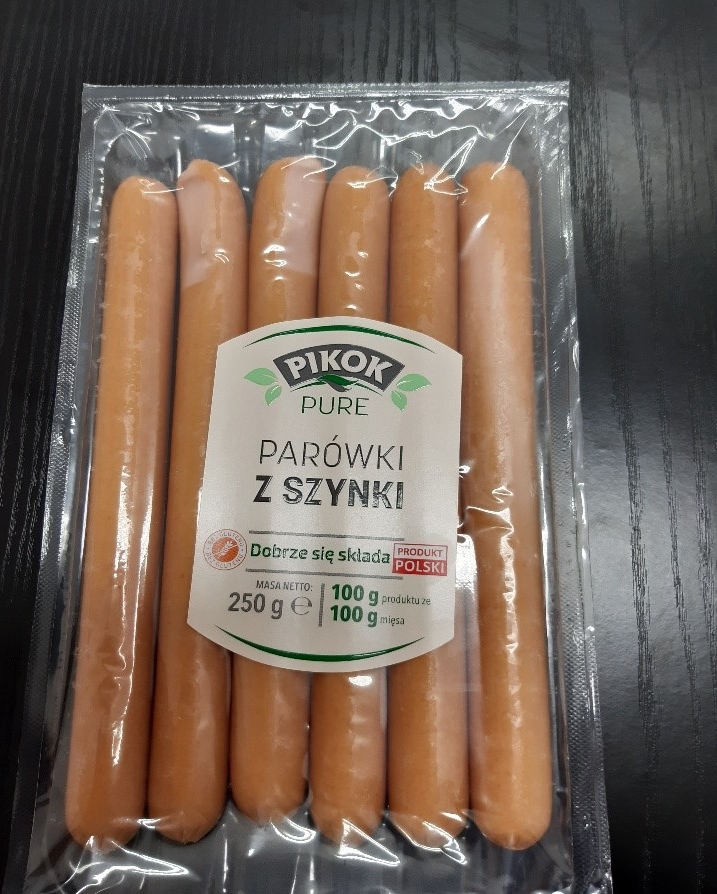 PIKOK
PURE
PARÓWKI
Z SZYNKI
Dobrze się składa
PRODUKT
POLSKI
MASA NETTO:
250 g ℮
100 g produktu ze
100 g mięsa